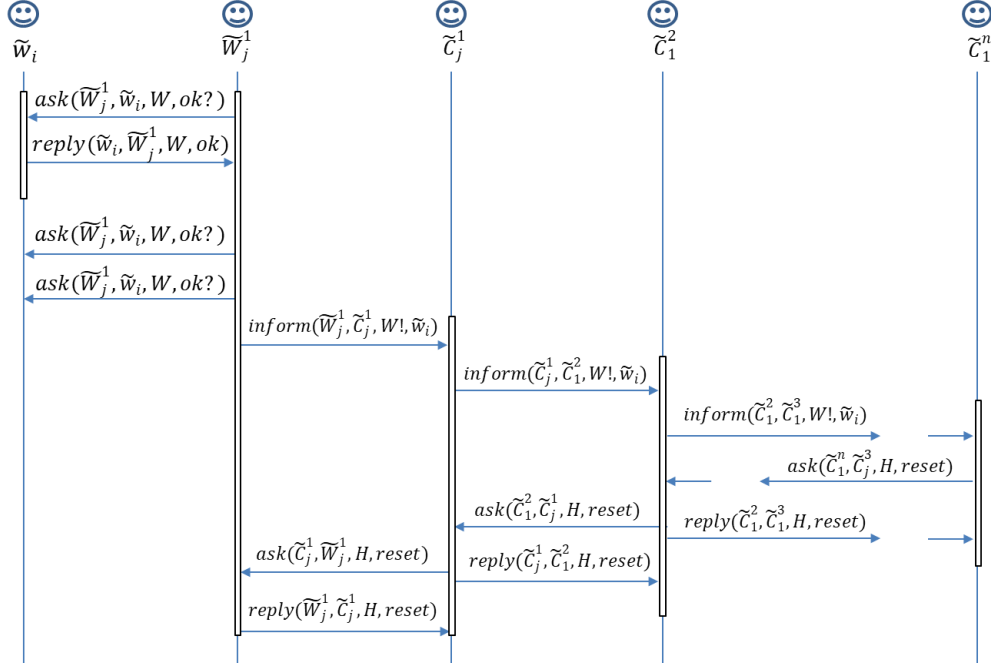 w̃ᵢ
W̃ⱼ¹
C̃ⱼ¹
C̃₁²
C̃₁ⁿ
ask(W̃ⱼ¹, w̃ᵢ, W, ok?)
reply(w̃ᵢ, W̃ⱼ¹, W, ok)
ask(W̃ⱼ¹, w̃ᵢ, W, ok?)
ask(W̃ⱼ¹, w̃ᵢ, W, ok?)
inform(W̃ⱼ¹, C̃ⱼ¹, W!, w̃ᵢ)
inform(C̃ⱼ¹, C̃₁², W!, w̃ᵢ)
inform(C̃₁², C̃₁³, W!, w̃ᵢ)
ask(C̃₁ⁿ, C̃ⱼ³, H, reset)
ask(C̃₁², C̃ⱼ¹, H, reset)
reply(C̃₁², C̃₁³, H, reset)
ask(C̃ⱼ¹, W̃ⱼ¹, H, reset)
reply(C̃ⱼ¹, C̃₁², H, reset)
reply(W̃ⱼ¹, C̃ⱼ¹, H, reset)